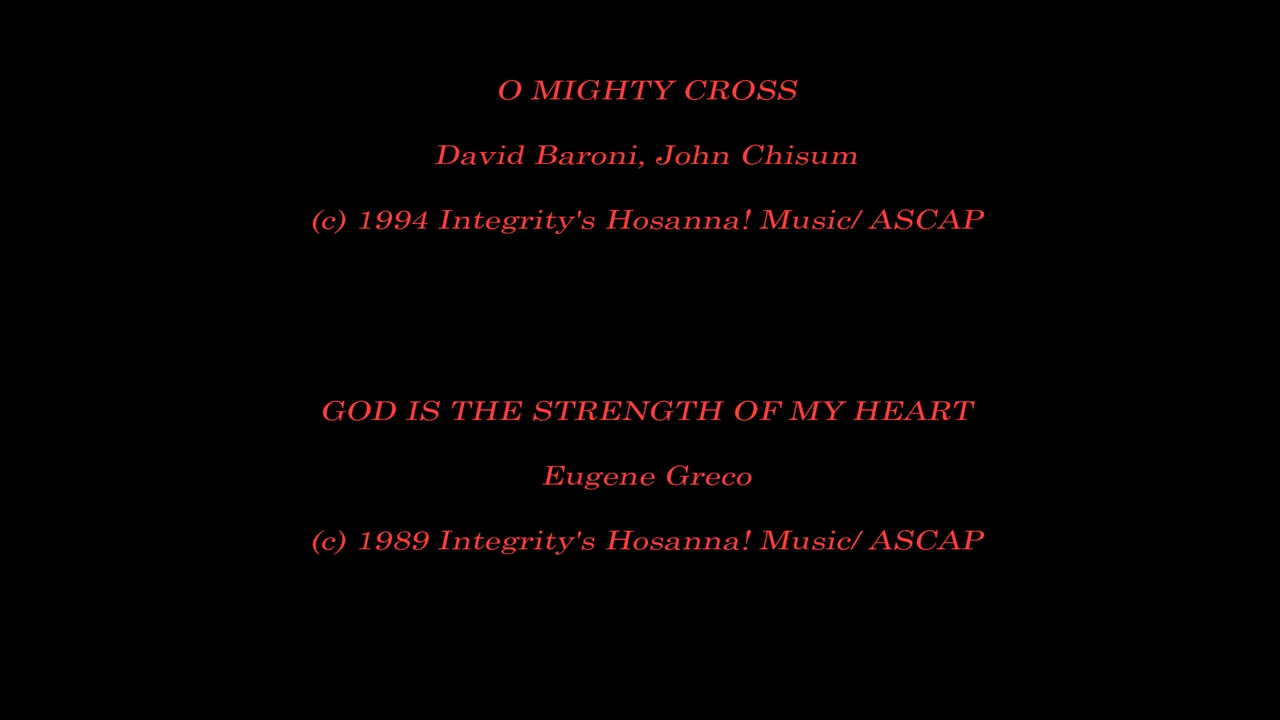 O MIGHTY CROSS
David Baroni, John Chisum
(c) 1994 Integrity's Hosanna! Music/ ASCAP
GOD IS THE STRENGTH OF MY HEART
Eugene Greco
(c) 1989 Integrity's Hosanna! Music/ ASCAP